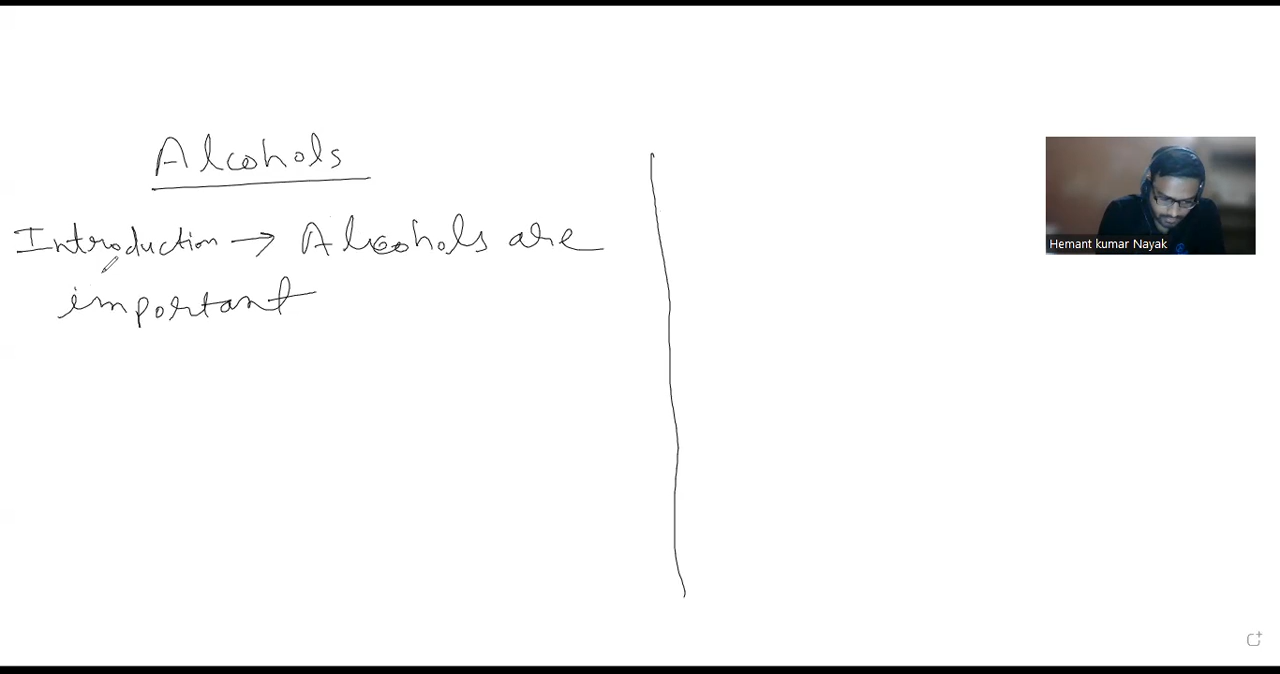 Alcohols
Introduction → Alcohols are
important
Hemant kumar Nayak